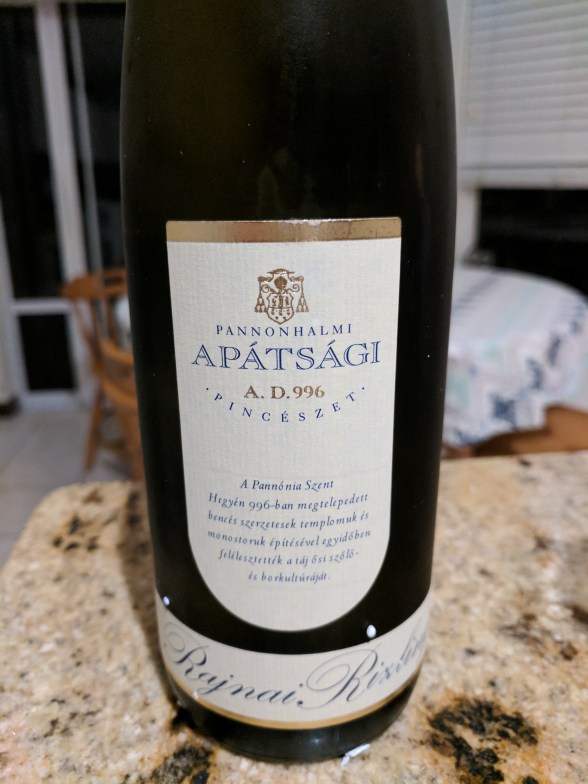 PANNONHALMI
APÁTSÁGI
A. D. 996
· PINCÉSZET ·
A Pannónia Szent
Hegyén 996-ban megtelepedett
bencés szerzetesek templomuk és
monostoruk építésével egyidőben
felélesztették a táj ősi szőlő-
és borkultúráját.
Rajnai